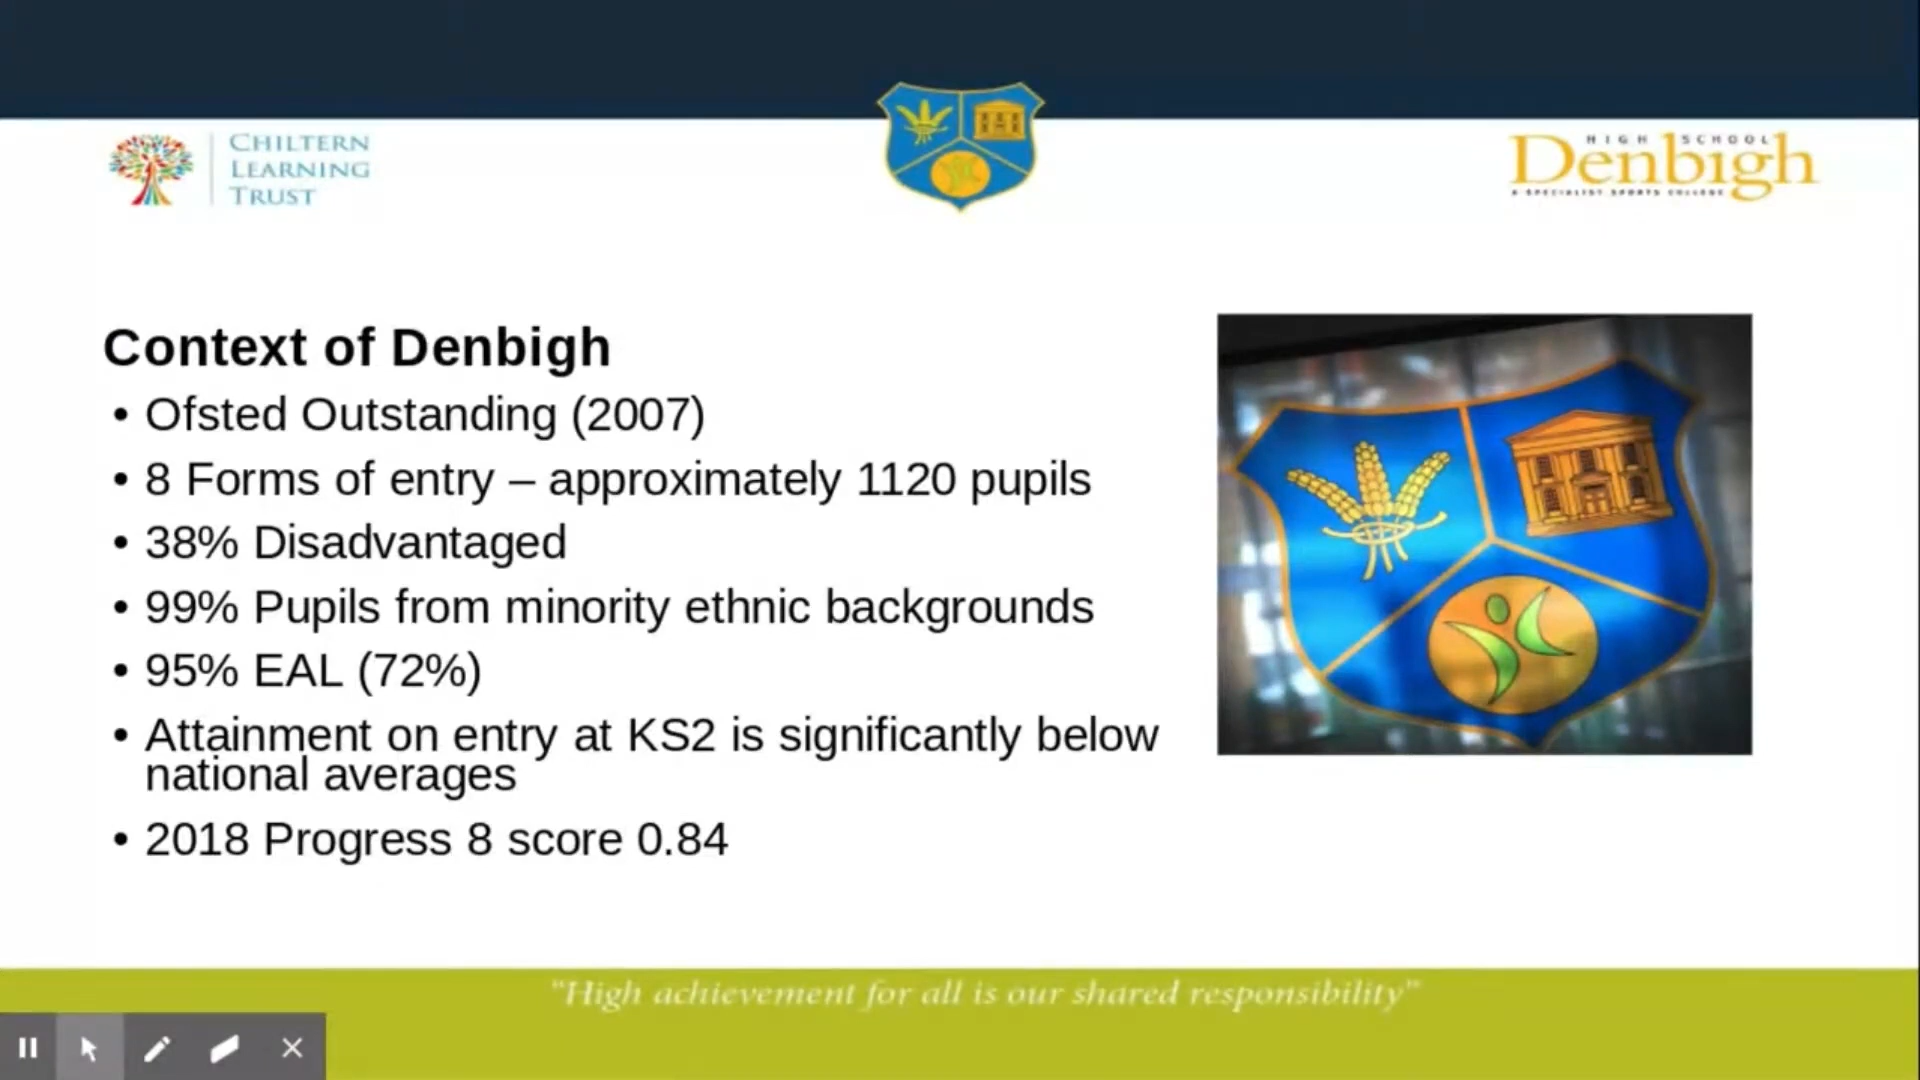 CHILTERN
LEARNING
TRUST
HIGH SCHOOL
Denbigh
A SPECIALIST SPORTS COLLEGE
Context of Denbigh
• Ofsted Outstanding (2007)
• 8 Forms of entry – approximately 1120 pupils
• 38% Disadvantaged
• 99% Pupils from minority ethnic backgrounds
• 95% EAL (72%)
• Attainment on entry at KS2 is significantly below
national averages
• 2018 Progress 8 score 0.84
"High achievement for all is our shared responsibility"